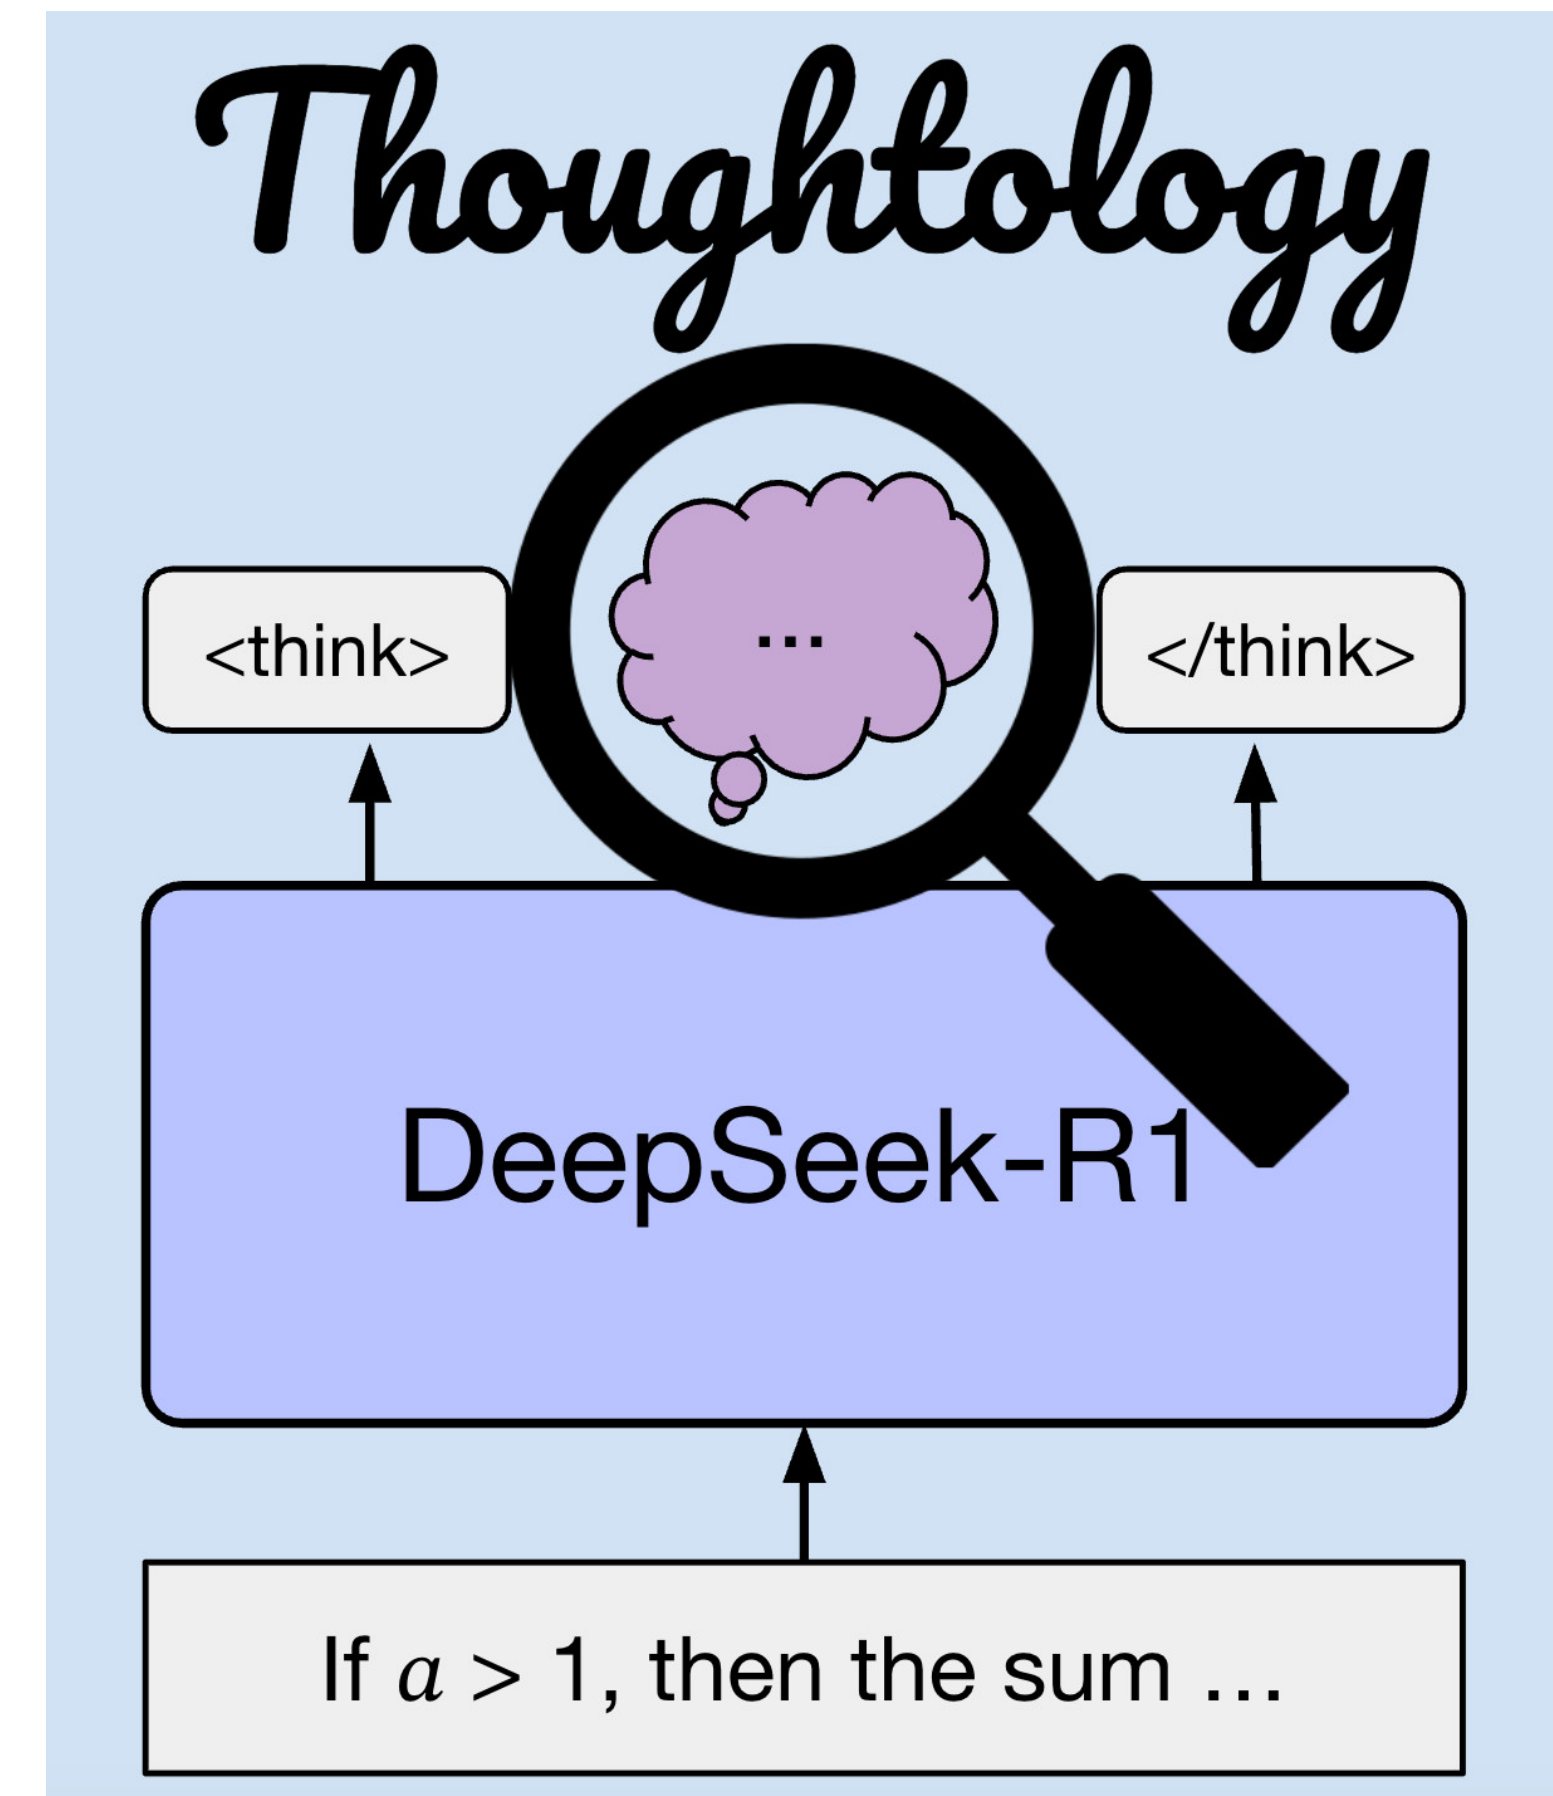 Thoughtology
<think> ... </think>
DeepSeek-R1
If a > 1, then the sum ...